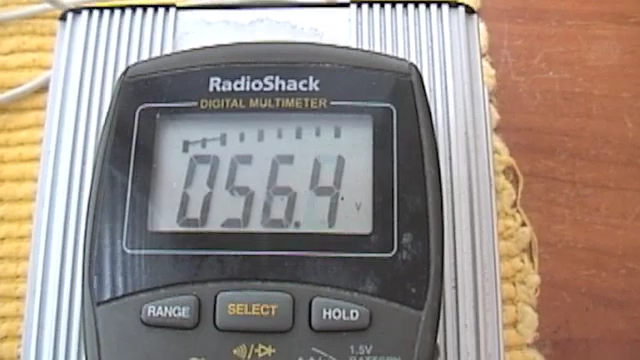 RadioShack
DIGITAL MULTIMETER
056.4 V
RANGE
SELECT
HOLD
1.5V